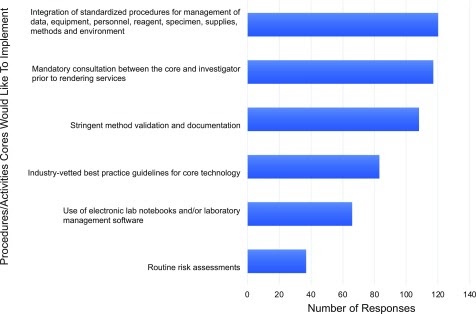 Procedures/Activities Cores Would Like To Implement
Integration of standardized procedures for management of
data, equipment, personnel, reagent, specimen, supplies,
methods and environment
Mandatory consultation between the core and investigator
prior to rendering services
Stringent method validation and documentation
Industry-vetted best practice guidelines for core technology
Use of electronic lab notebooks and/or laboratory
management software
Routine risk assessments
0 20 40 60 80 100 120 140
Number of Responses